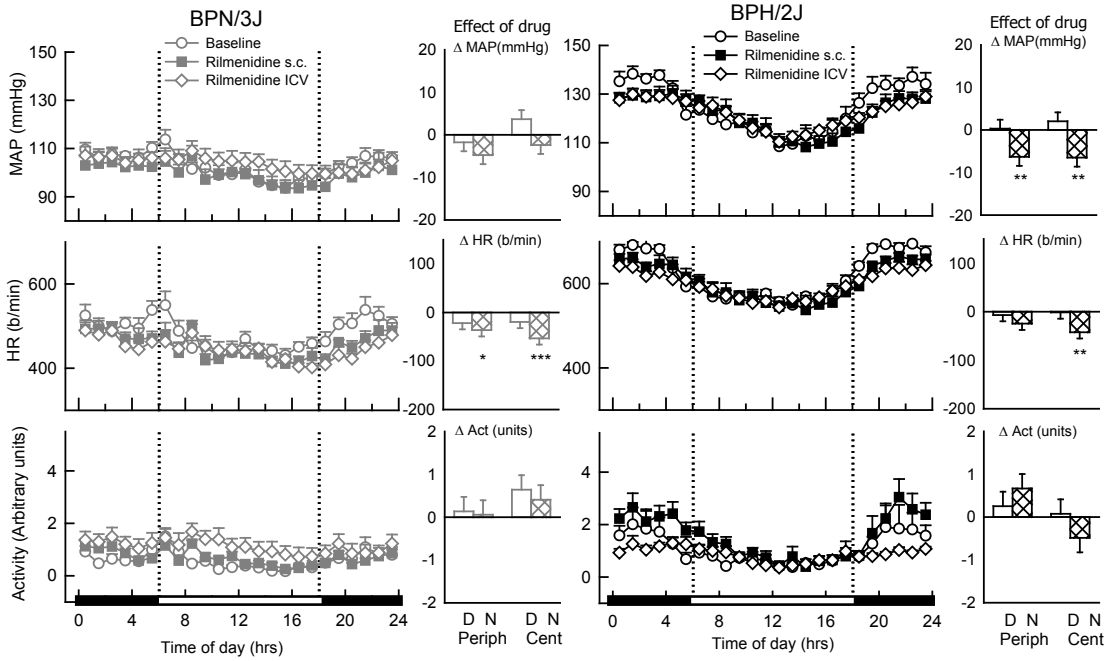 BPN/3J
Baseline
Rilmenidine s.c.
Rilmenidine ICV
MAP (mmHg)
150
130
110
90
Effect of drug
Δ MAP(mmHg)
20
10
0
-10
-20
BPH/2J
Baseline
Rilmenidine s.c.
Rilmenidine ICV
150
130
110
90
Effect of drug
Δ MAP(mmHg)
20
10
0
-10
-20
**
**
HR (b/min)
600
400
Δ HR (b/min)
100
0
-100
-200
*
***
600
400
Δ HR (b/min)
100
0
-100
-200
**
Activity (Arbitrary units)
4
2
0
0
4
8
12
16
20
24
Time of day (hrs)
Δ Act (units)
2
1
0
-1
-2
D N D N
Periph Cent
4
2
0
0
4
8
12
16
20
24
Time of day (hrs)
Δ Act (units)
2
1
0
-1
-2
D N D N
Periph Cent